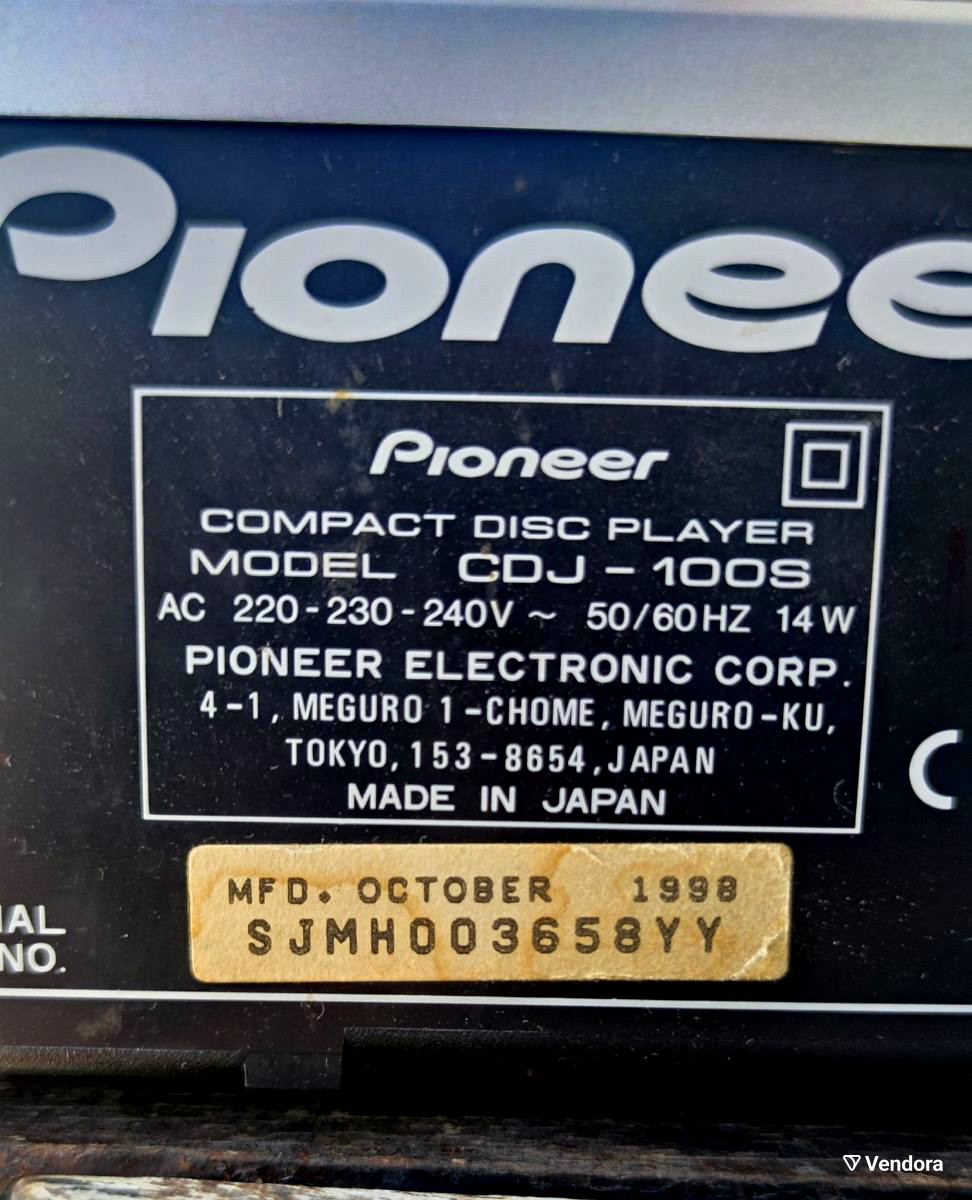 Pionee
Pioneer
COMPACT DISC PLAYER
MODEL CDJ-100S
AC 220-230-240V ~ 50/60HZ 14W
PIONEER ELECTRONIC CORP.
4-1, MEGURO 1-CHOME, MEGURO-KU,
TOKYO, 153-8654, JAPAN
MADE IN JAPAN
MFD. OCTOBER 1998
SJMH003658YY
IAL
NO.
Vendora